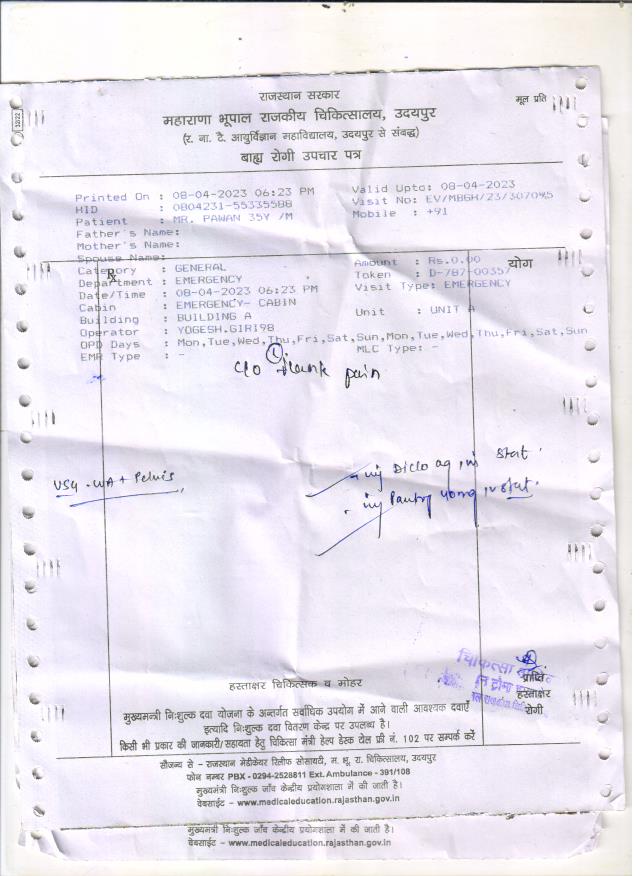 राजस्थान सरकार
मूल प्रति
महाराणा भूपाल राजकीय चिकित्सालय, उदयपुर
(र. ना. टै. आयुर्विज्ञान महाविद्यालय, उदयपुर से संबद्ध)
बाह्य रोगी उपचार पत्र
Printed On : 08-04-2023 06:23 PM Valid Upto: 08-04-2023
HID : 0804231-55335588 Visit No: EV/MBGH/23/307045
Patient : MR. PAWAN 35Y /M Mobile : +91
Father's Name:
Mother's Name:
Spouse Name:
Category : GENERAL Amount : Rs.0.00 योग
Department : EMERGENCY Token : D-787-00357
Date/Time : 08-04-2023 06:23 PM Visit Type: EMERGENCY
Cabin : EMERGENCY- CABIN
Building : BUILDING A Unit : UNIT A
Operator : YOGESH.GIRI98
OPD Days : Mon,Tue,Wed,Thu,Fri,Sat,Sun,Mon,Tue,Wed,Thu,Fri,Sat,Sun
EMR Type : - MLC Type: -
C/o (L) flank pain
- inj Diclo aq im stat.
USG - WA + Pelvis
- inj Pantop 40mg iv stat.
चिकित्सा
हस्ताक्षर चिकित्सक व मोहर
प्राप्ति
हस्ताक्षर
रोगी
मुख्यमन्त्री निःशुल्क दवा योजना के अन्तर्गत सर्वाधिक उपयोग में आने वाली आवश्यक दवाएँ
इत्यादि निःशुल्क दवा वितरण केन्द्र पर उपलब्ध है।
किसी भी प्रकार की जानकारी/सहायता हेतु चिकित्सा मंत्री हेल्प डेस्क टोल फ्री नं. 102 पर सम्पर्क करें
सौजन्य से - राजस्थान मेडीकेयर रिलीफ सोसायटी, म. भू. रा. चिकित्सालय, उदयपुर
फोन नम्बर PBX - 0294-2528811 Ext. Ambulance - 391/108
मुख्यमंत्री निःशुल्क जाँच केन्द्रीय प्रयोगशाला में की जाती है।
वेबसाईट – www.medicaleducation.rajasthan.gov.in
मुख्यमंत्री निःशुल्क जाँच केन्द्रीय प्रयोगशाला में की जाती है।
वेबसाईट – www.medicaleducation.rajasthan.gov.in